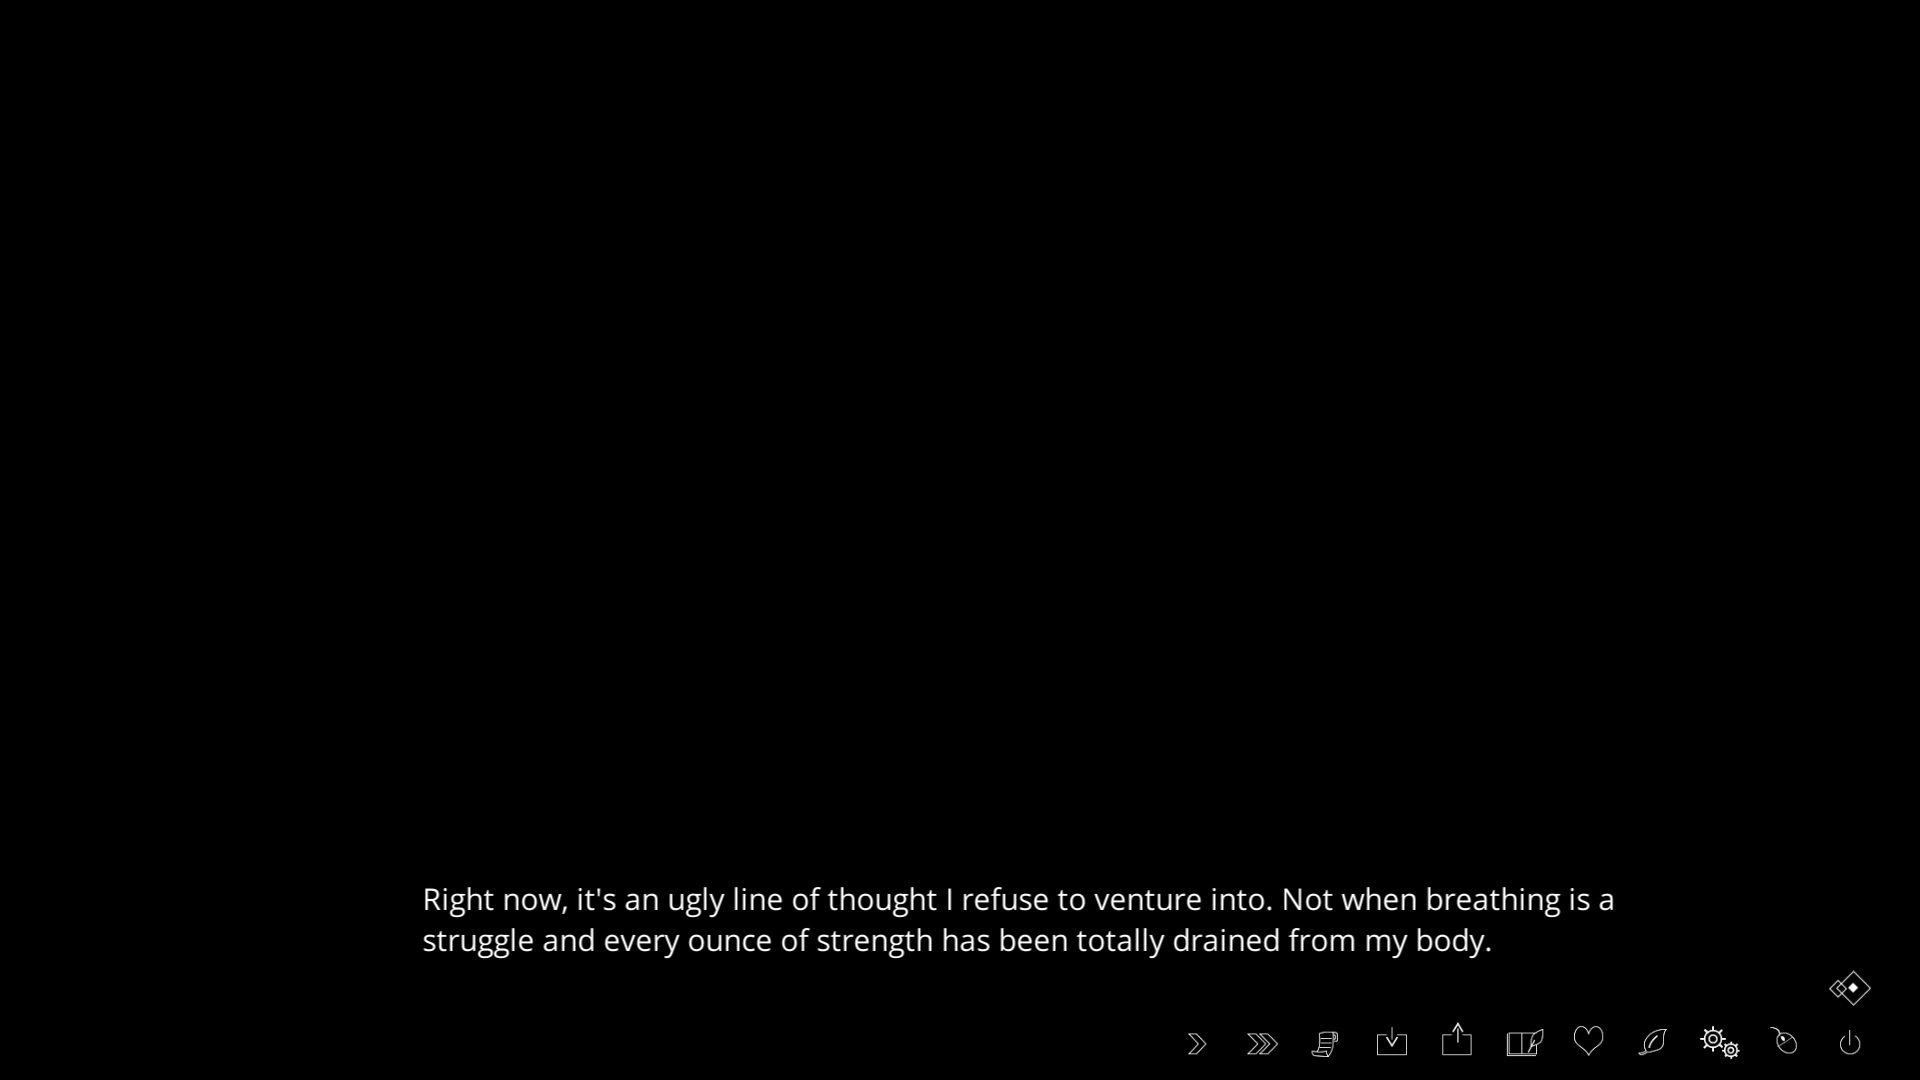 Right now, it's an ugly line of thought I refuse to venture into. Not when breathing is a
struggle and every ounce of strength has been totally drained from my body.